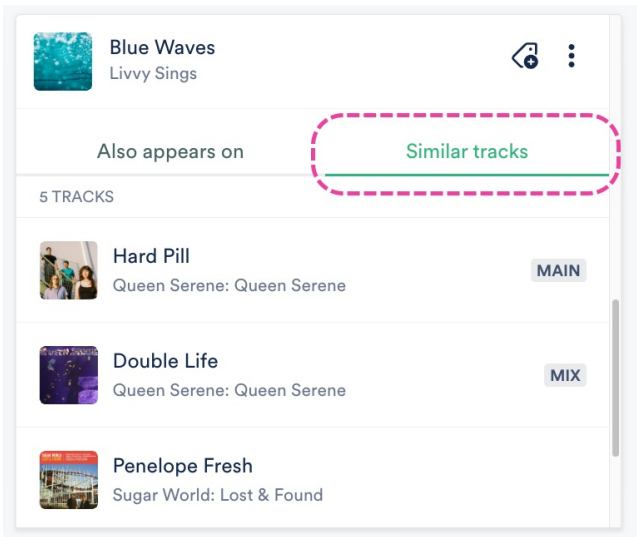 Blue Waves
Livvy Sings
Also appears on
Similar tracks
5 TRACKS
Hard Pill
MAIN
Queen Serene: Queen Serene
Double Life
MIX
Queen Serene: Queen Serene
Penelope Fresh
Sugar World: Lost & Found